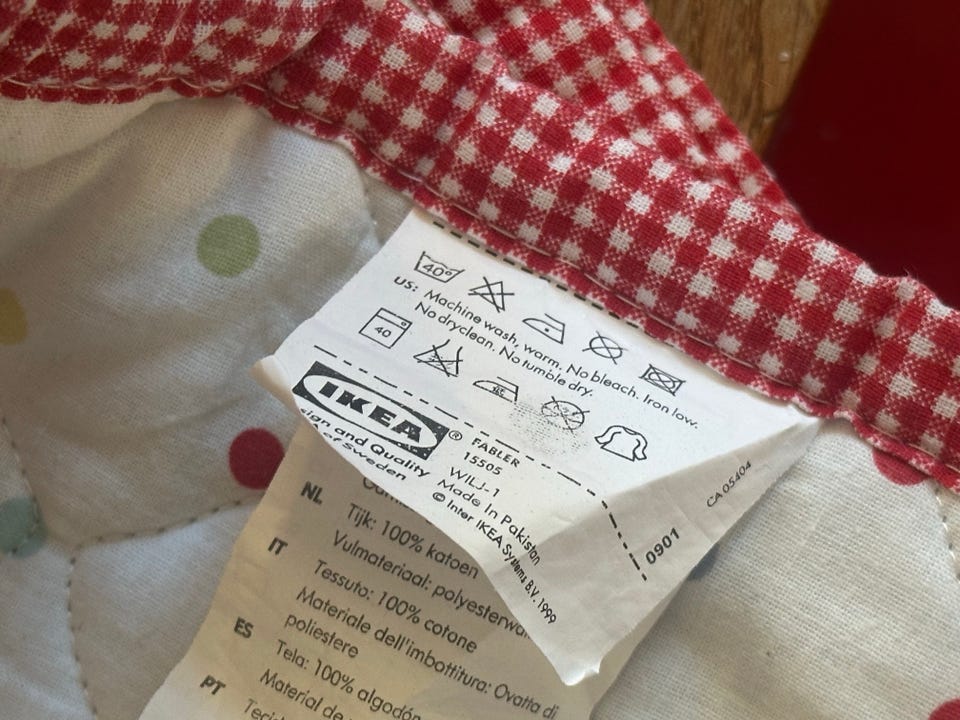 40°
US: Machine wash, warm. No bleach. Iron low.
No dryclean. No tumble dry.
40
IKEA®
sign and Quality
of Sweden
FABLER
15505
WILJ-1
Made In Pakistan
© Inter IKEA Systems B.V. 1999
0901
CA 05404
NL
Tijk: 100% katoen
Vulmateriaal:
IT
Tessuto: 100% cotone
Materiale dell'imbottitura: Ovatta di
poliestere
ES
Tela: 100% algodón
Material de
PT